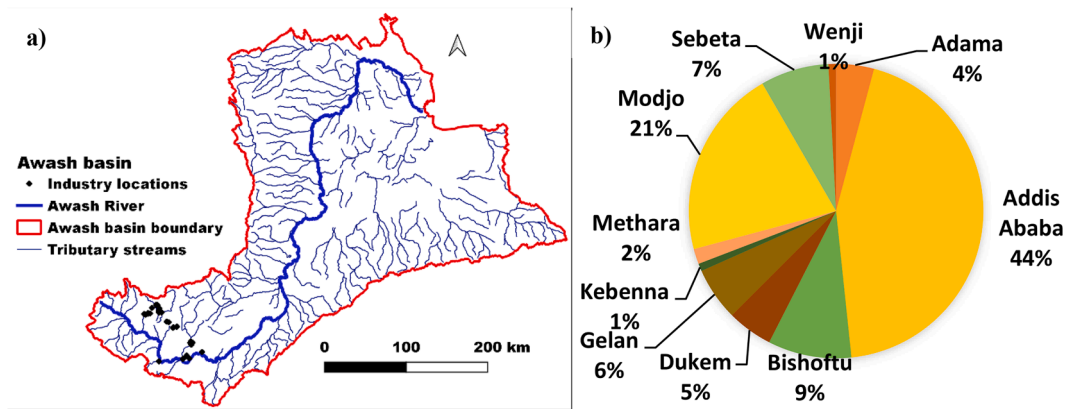 a)
Awash basin
Industry locations
Awash River
Awash basin boundary
Tributary streams
0 100 200 km
b)
Wenji
1%
Adama
4%
Sebeta
7%
Modjo
21%
Addis
Ababa
44%
Methara
2%
Kebenna
1%
Gelan
6%
Dukem
5%
Bishoftu
9%